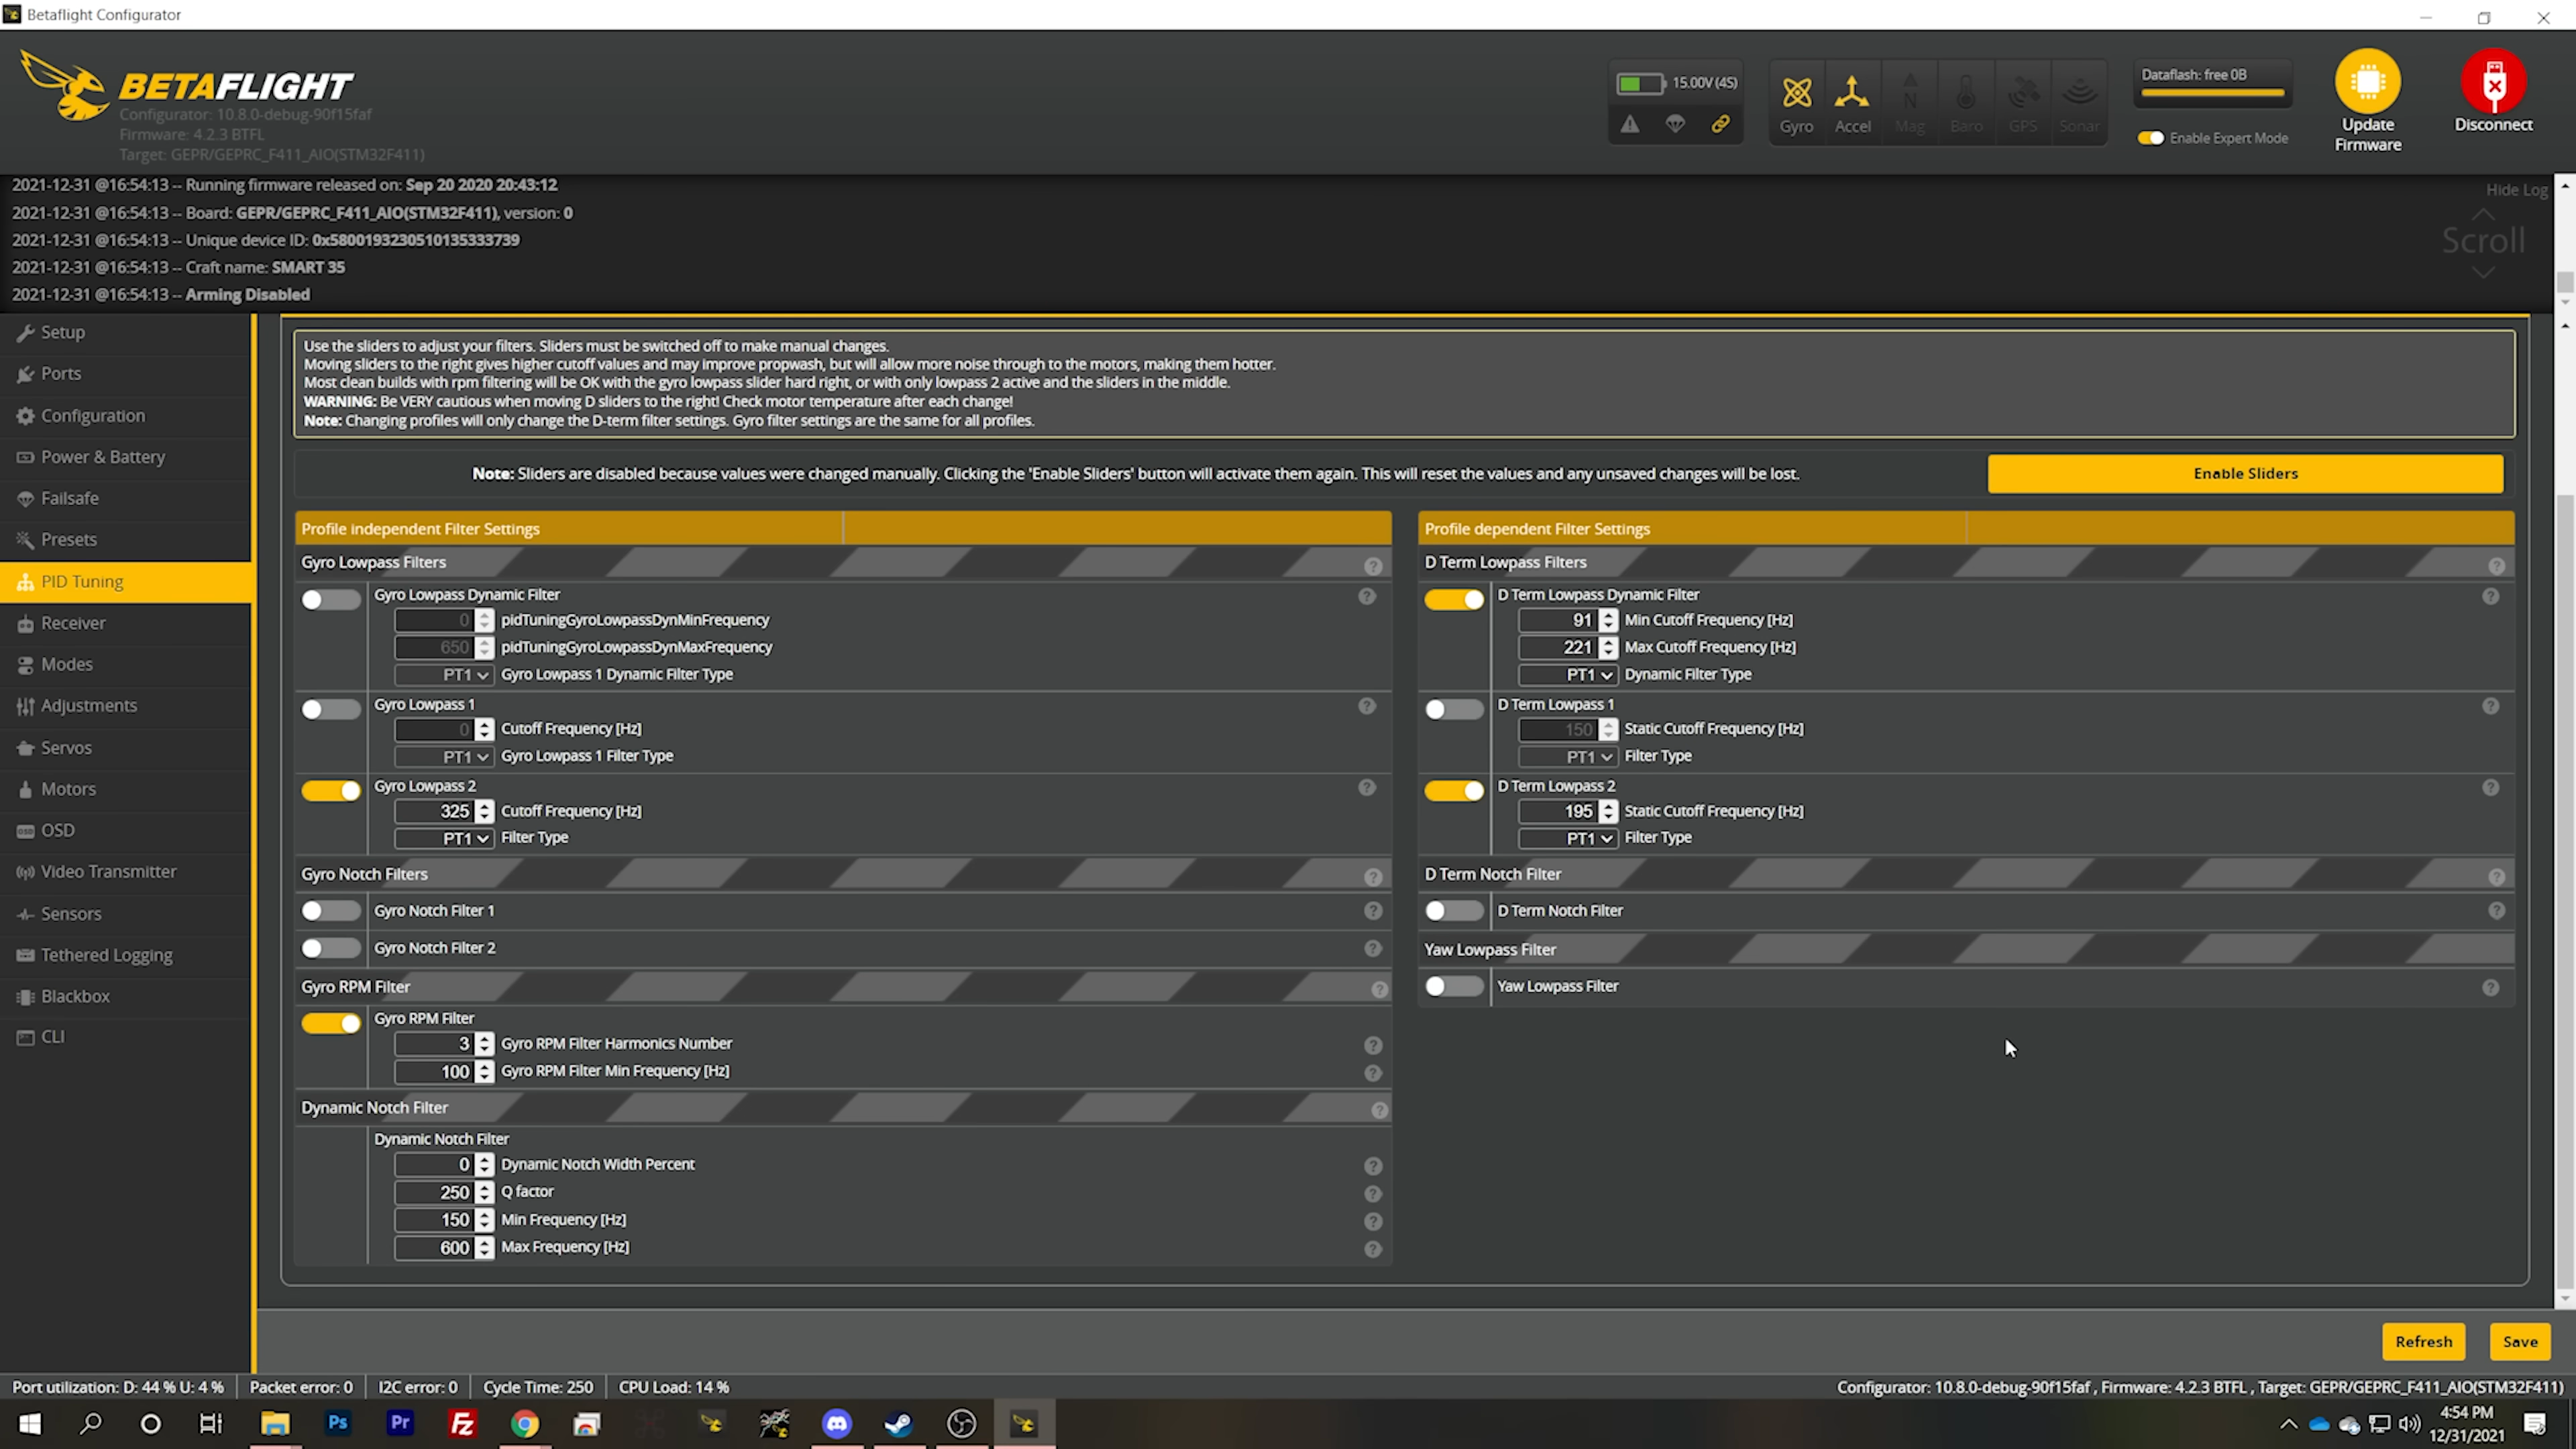 Betaflight Configurator
BETAFLIGHT
Configurator: 10.8.0-debug-90f15faf
Firmware: 4.2.3 BTFL
Target: GEPR/GEPRC_F411_AIO(STM32F411)
15.00V (4S)
Gyro
Accel
Mag
Baro
GPS
Sonar
Dataflash: free 0B
Enable Expert Mode
Update
Firmware
Disconnect
2021-12-31 @16:54:13 -- Running firmware released on: Sep 20 2020 20:43:12
2021-12-31 @16:54:13 -- Board: GEPR/GEPRC_F411_AIO(STM32F411), version: 0
2021-12-31 @16:54:13 -- Unique device ID: 0x5800193230510135333739
2021-12-31 @16:54:13 -- Craft name: SMART 35
2021-12-31 @16:54:13 -- Arming Disabled
Hide Log
Scroll
Setup
Ports
Configuration
Power & Battery
Failsafe
Presets
PID Tuning
Receiver
Modes
Adjustments
Servos
Motors
OSD
Video Transmitter
Sensors
Tethered Logging
Blackbox
CLI
Use the sliders to adjust your filters. Sliders must be switched off to make manual changes.
Moving sliders to the right gives higher cutoff values and may improve propwash, but will allow more noise through to the motors, making them hotter.
Most clean builds with rpm filtering will be OK with the gyro lowpass slider hard right, or with only lowpass 2 active and the sliders in the middle.
WARNING: Be VERY cautious when moving D sliders to the right! Check motor temperature after each change!
Note: Changing profiles will only change the D-term filter settings. Gyro filter settings are the same for all profiles.
Note: Sliders are disabled because values were changed manually. Clicking the 'Enable Sliders' button will activate them again. This will reset the values and any unsaved changes will be lost.
Enable Sliders
Profile independent Filter Settings
Gyro Lowpass Filters
Gyro Lowpass Dynamic Filter
0 pidTuningGyroLowpassDynMinFrequency
650 pidTuningGyroLowpassDynMaxFrequency
PT1 Gyro Lowpass 1 Dynamic Filter Type
Gyro Lowpass 1
0 Cutoff Frequency [Hz]
PT1 Gyro Lowpass 1 Filter Type
Gyro Lowpass 2
325 Cutoff Frequency [Hz]
PT1 Filter Type
Gyro Notch Filters
Gyro Notch Filter 1
Gyro Notch Filter 2
Gyro RPM Filter
Gyro RPM Filter
3 Gyro RPM Filter Harmonics Number
100 Gyro RPM Filter Min Frequency [Hz]
Dynamic Notch Filter
Dynamic Notch Filter
0 Dynamic Notch Width Percent
250 Q factor
150 Min Frequency [Hz]
600 Max Frequency [Hz]
Profile dependent Filter Settings
D Term Lowpass Filters
D Term Lowpass Dynamic Filter
91 Min Cutoff Frequency [Hz]
221 Max Cutoff Frequency [Hz]
PT1 Dynamic Filter Type
D Term Lowpass 1
150 Static Cutoff Frequency [Hz]
PT1 Filter Type
D Term Lowpass 2
195 Static Cutoff Frequency [Hz]
PT1 Filter Type
D Term Notch Filter
D Term Notch Filter
Yaw Lowpass Filter
Yaw Lowpass Filter
Refresh
Save
Port utilization: D: 44 % U: 4 %
Packet error: 0
I2C error: 0
Cycle Time: 250
CPU Load: 14 %
Configurator: 10.8.0-debug-90f15faf , Firmware: 4.2.3 BTFL , Target: GEPR/GEPRC_F411_AIO(STM32F411)
Ps
Pr
Fz
4:54 PM
12/31/2021